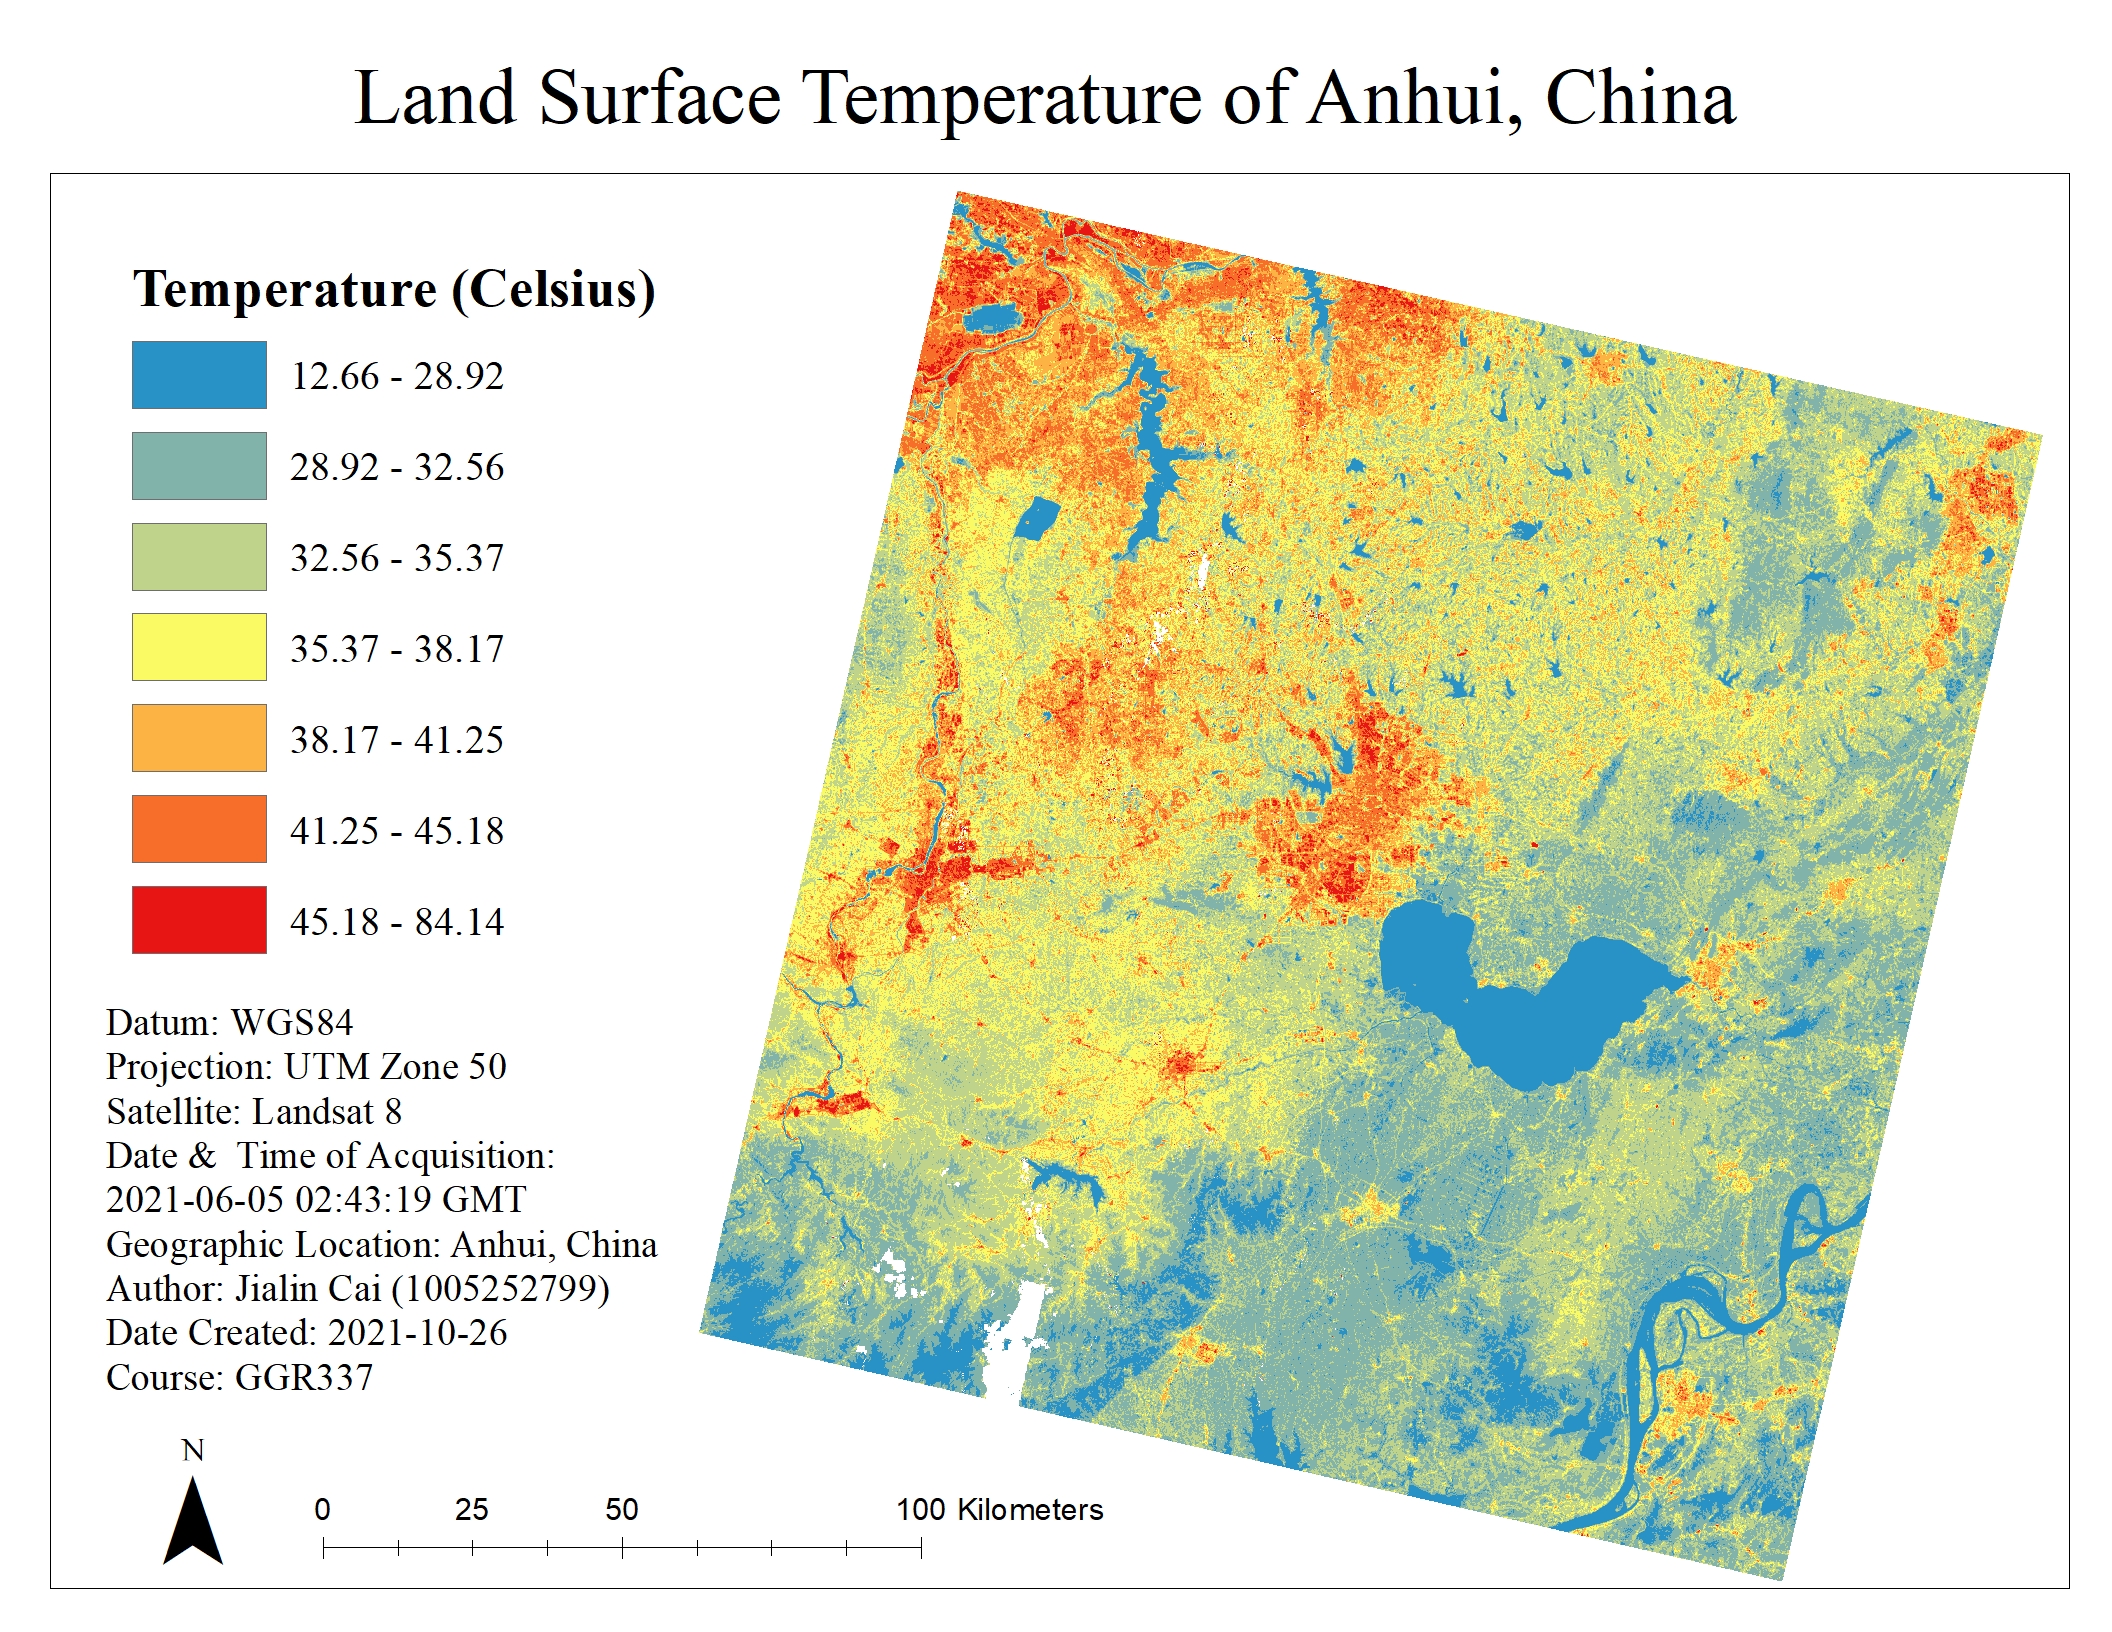 Land Surface Temperature of Anhui, China
Temperature (Celsius)
12.66 - 28.92
28.92 - 32.56
32.56 - 35.37
35.37 - 38.17
38.17 - 41.25
41.25 - 45.18
45.18 - 84.14
Datum: WGS84
Projection: UTM Zone 50
Satellite: Landsat 8
Date &  Time of Acquisition:
2021-06-05 02:43:19 GMT
Geographic Location: Anhui, China
Author: Jialin Cai (1005252799)
Date Created: 2021-10-26
Course: GGR337
N
0 25 50 100 Kilometers